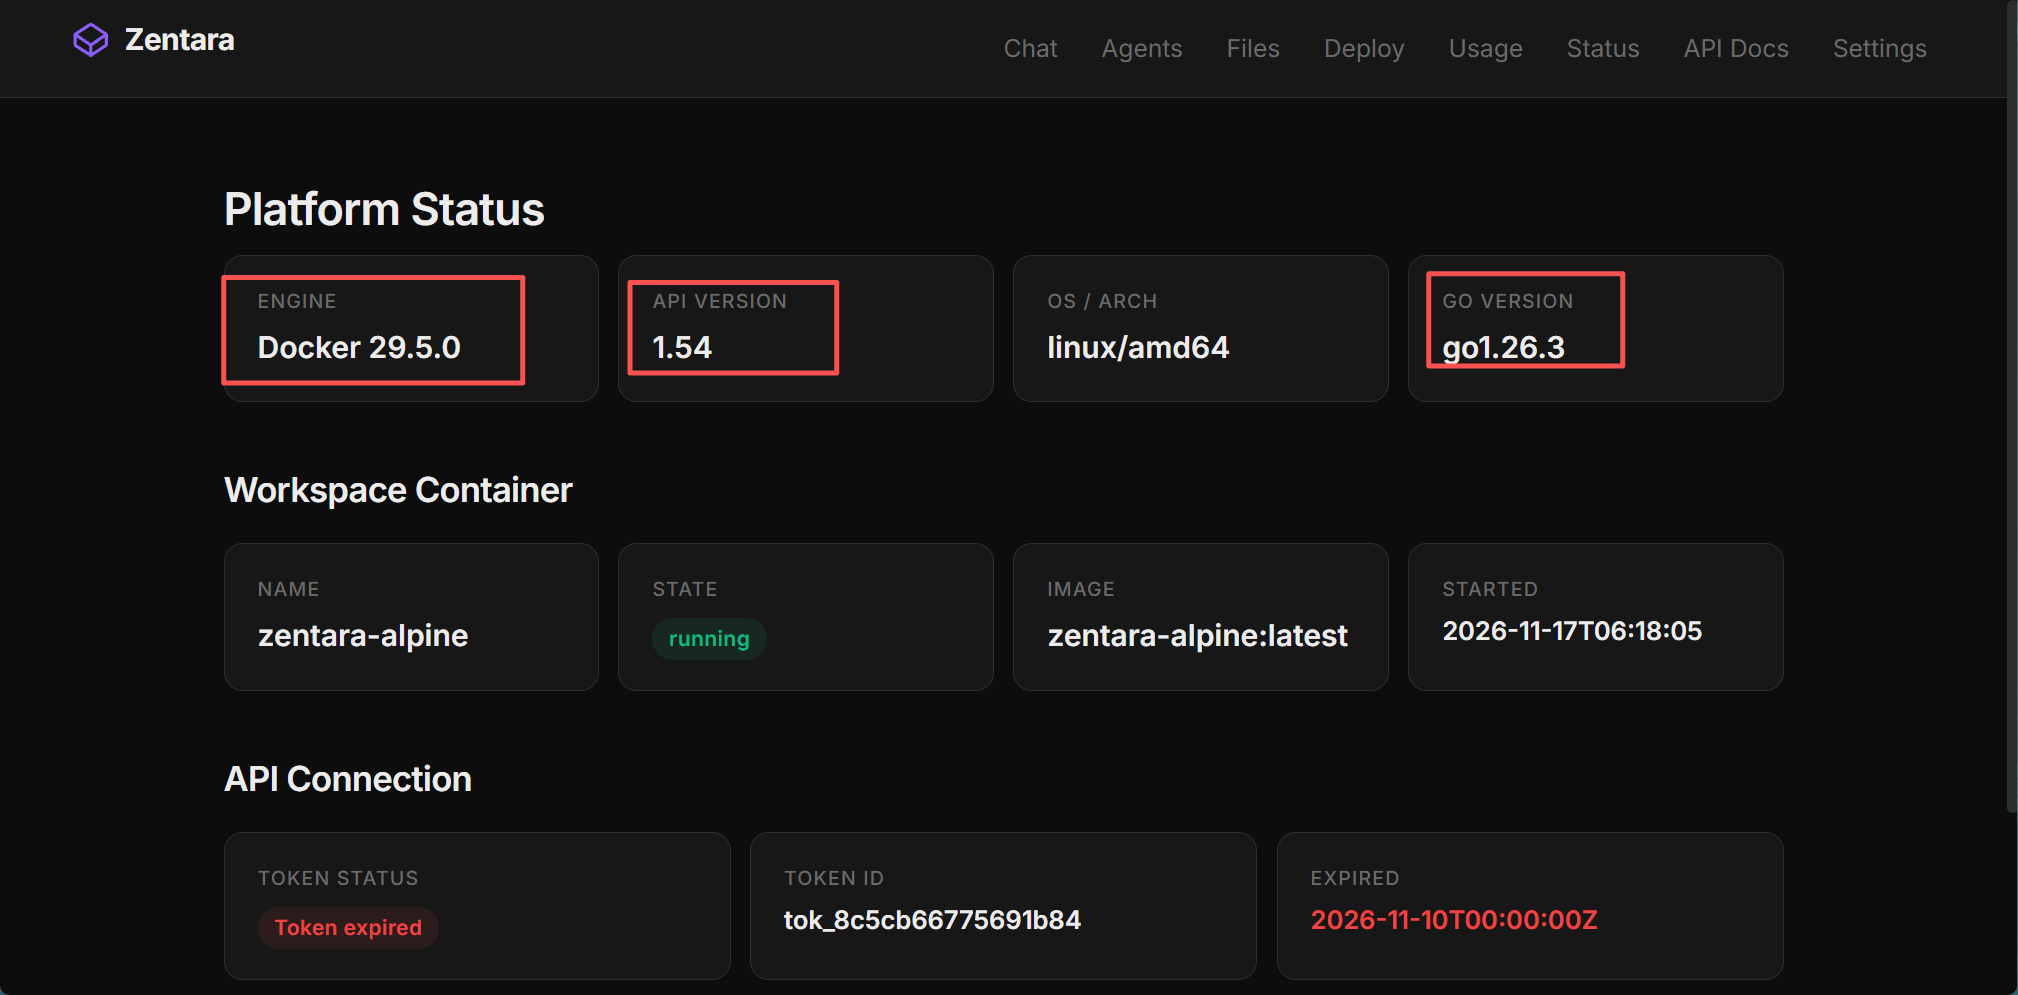 Zentara
Chat Agents Files Deploy Usage Status API Docs Settings
Platform Status
ENGINE
Docker 29.5.0
API VERSION
1.54
OS / ARCH
linux/amd64
GO VERSION
go1.26.3
Workspace Container
NAME
zentara-alpine
STATE
running
IMAGE
zentara-alpine:latest
STARTED
2026-11-17T06:18:05
API Connection
TOKEN STATUS
Token expired
TOKEN ID
tok_8c5cb66775691b84
EXPIRED
2026-11-10T00:00:00Z